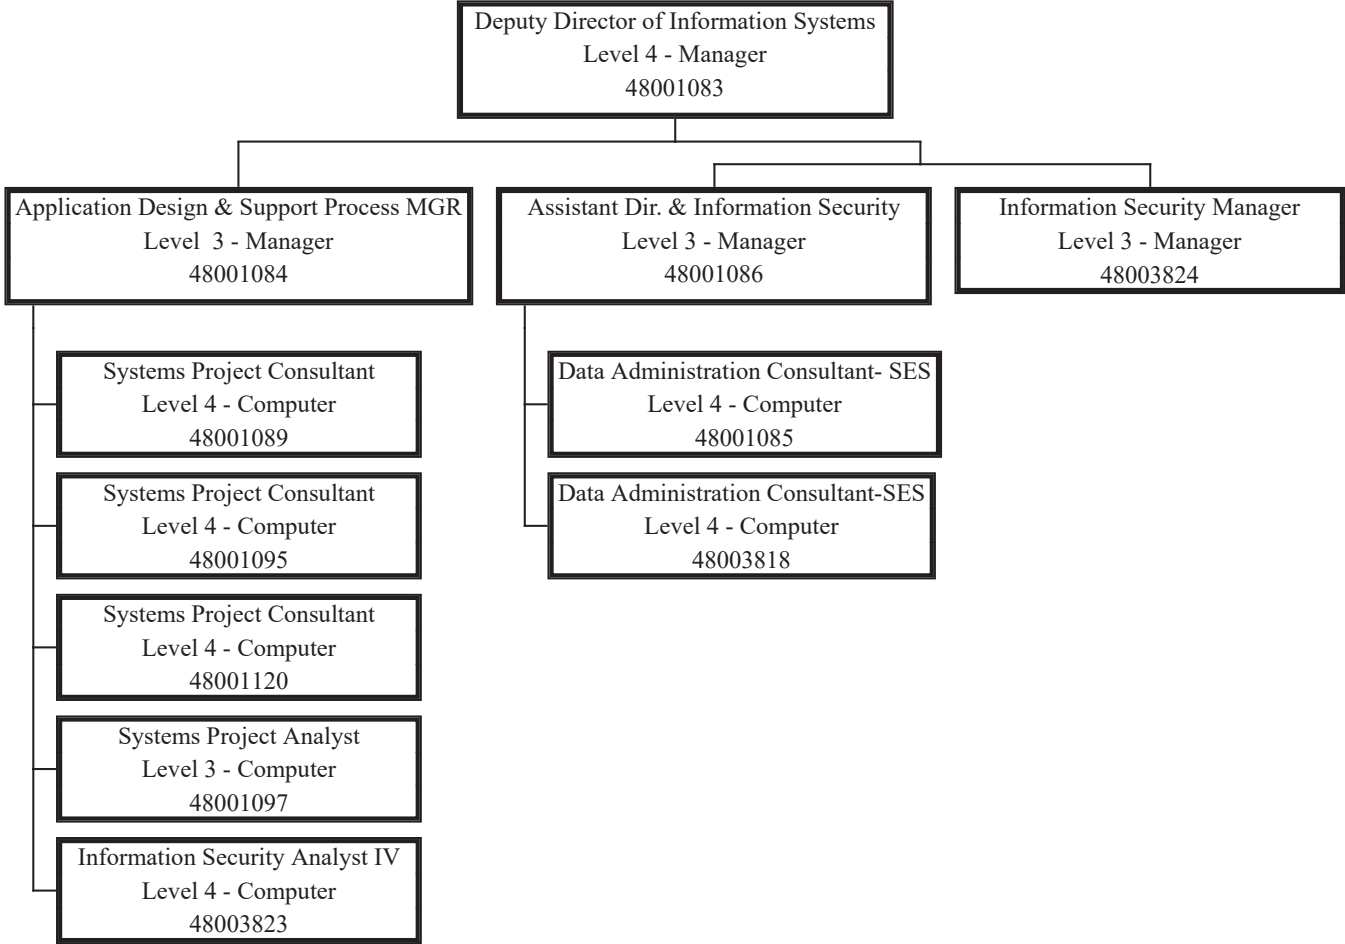 Deputy Director of Information Systems
Level 4 - Manager
48001083
Application Design & Support Process MGR
Level  3 - Manager
48001084
Assistant Dir. & Information Security
Level 3 - Manager
48001086
Information Security Manager
Level 3 - Manager
48003824
Systems Project Consultant
Level 4 - Computer
48001089
Systems Project Consultant
Level 4 - Computer
48001095
Systems Project Consultant
Level 4 - Computer
48001120
Systems Project Analyst
Level 3 - Computer
48001097
Information Security Analyst IV
Level 4 - Computer
48003823
Data Administration Consultant- SES
Level 4 - Computer
48001085
Data Administration Consultant-SES
Level 4 - Computer
48003818